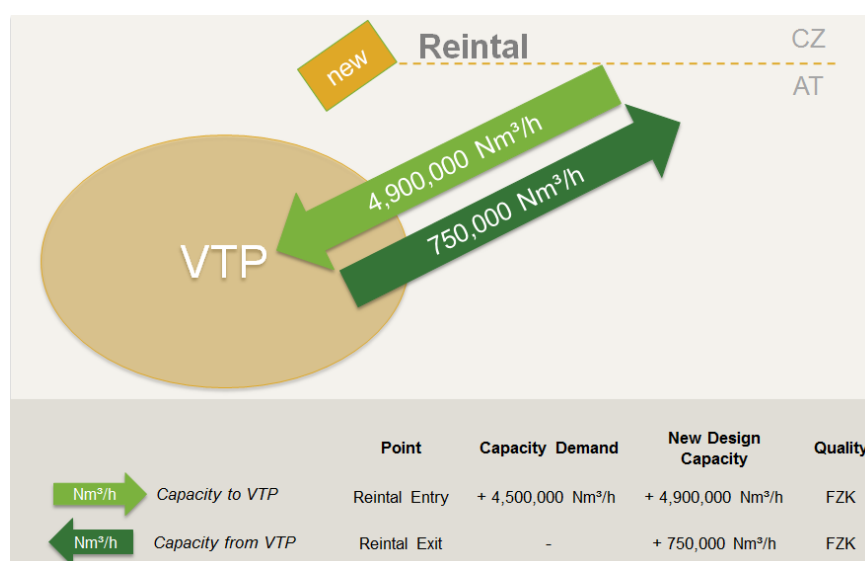 new
Reintal
CZ
AT
4,900,000 Nm³/h
750,000 Nm³/h
VTP
Point Capacity Demand New Design Capacity Quality
Nm³/h Capacity to VTP Reintal Entry + 4,500,000 Nm³/h + 4,900,000 Nm³/h FZK
Nm³/h Capacity from VTP Reintal Exit - + 750,000 Nm³/h FZK